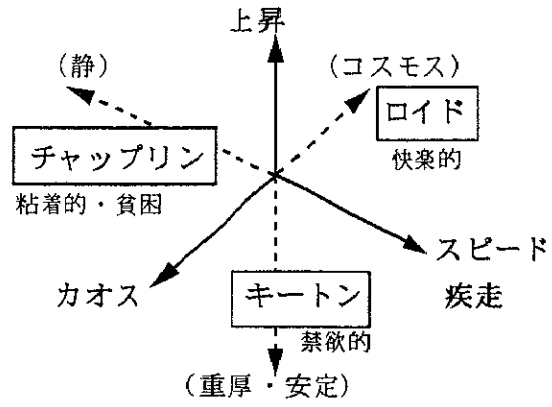 上昇
(静)
(コスモス)
ロイド
快楽的
チャップリン
粘着的・貧困
スピード
疾走
カオス
キートン
禁欲的
(重厚・安定)